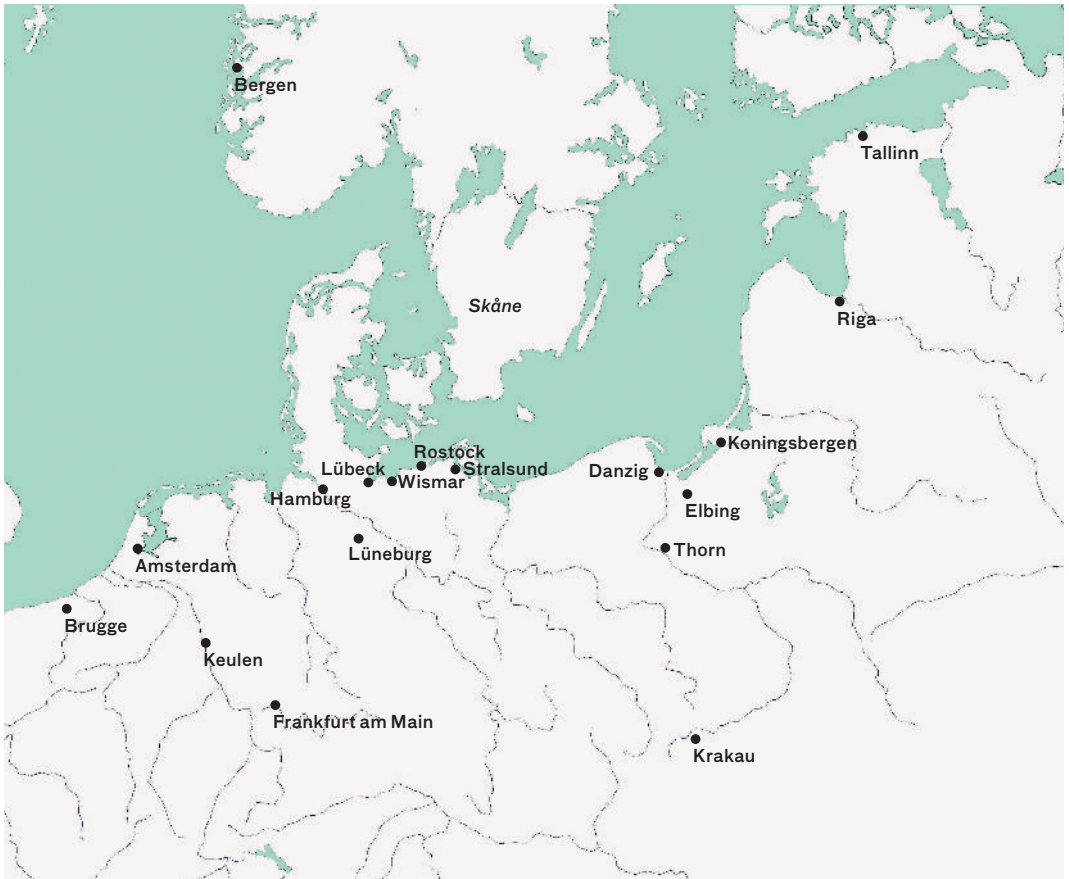 Bergen
Tallinn
Skåne
Riga
Koningsbergen
Rostock
Lübeck
Stralsund
Danzig
Wismar
Hamburg
Elbing
Lüneburg
Thorn
Amsterdam
Brugge
Keulen
Frankfurt am Main
Krakau